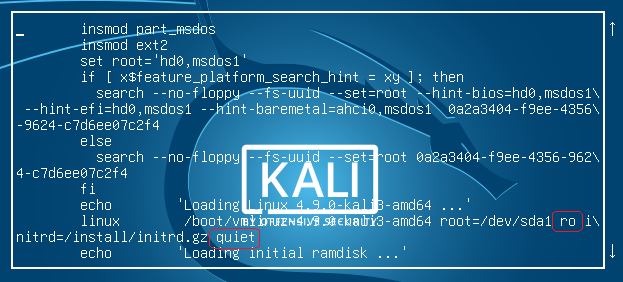 insmod part_msdos
insmod ext2
set root='hd0,msdos1'
if [ x$feature_platform_search_hint = xy ]; then
search --no-floppy --fs-uuid --set=root --hint-bios=hd0,msdos1\
--hint-efi=hd0,msdos1 --hint-baremetal=ahci0,msdos1  0a2a3404-f9ee-4356\
-9624-c7d6ee07c2f4
else
search --no-floppy --fs-uuid --set=root 0a2a3404-f9ee-4356-962\
4-c7d6ee07c2f4
fi
echo 'Loading Linux 4.9.0-kali3-amd64 ...'
linux /boot/vmlinuz-4.9.0-kali3-amd64 root=/dev/sda1 ro i\
nitrd=/install/initrd.gz quiet
echo 'Loading initial ramdisk ...'
KALI
BY OFFENSIVE SECURITY